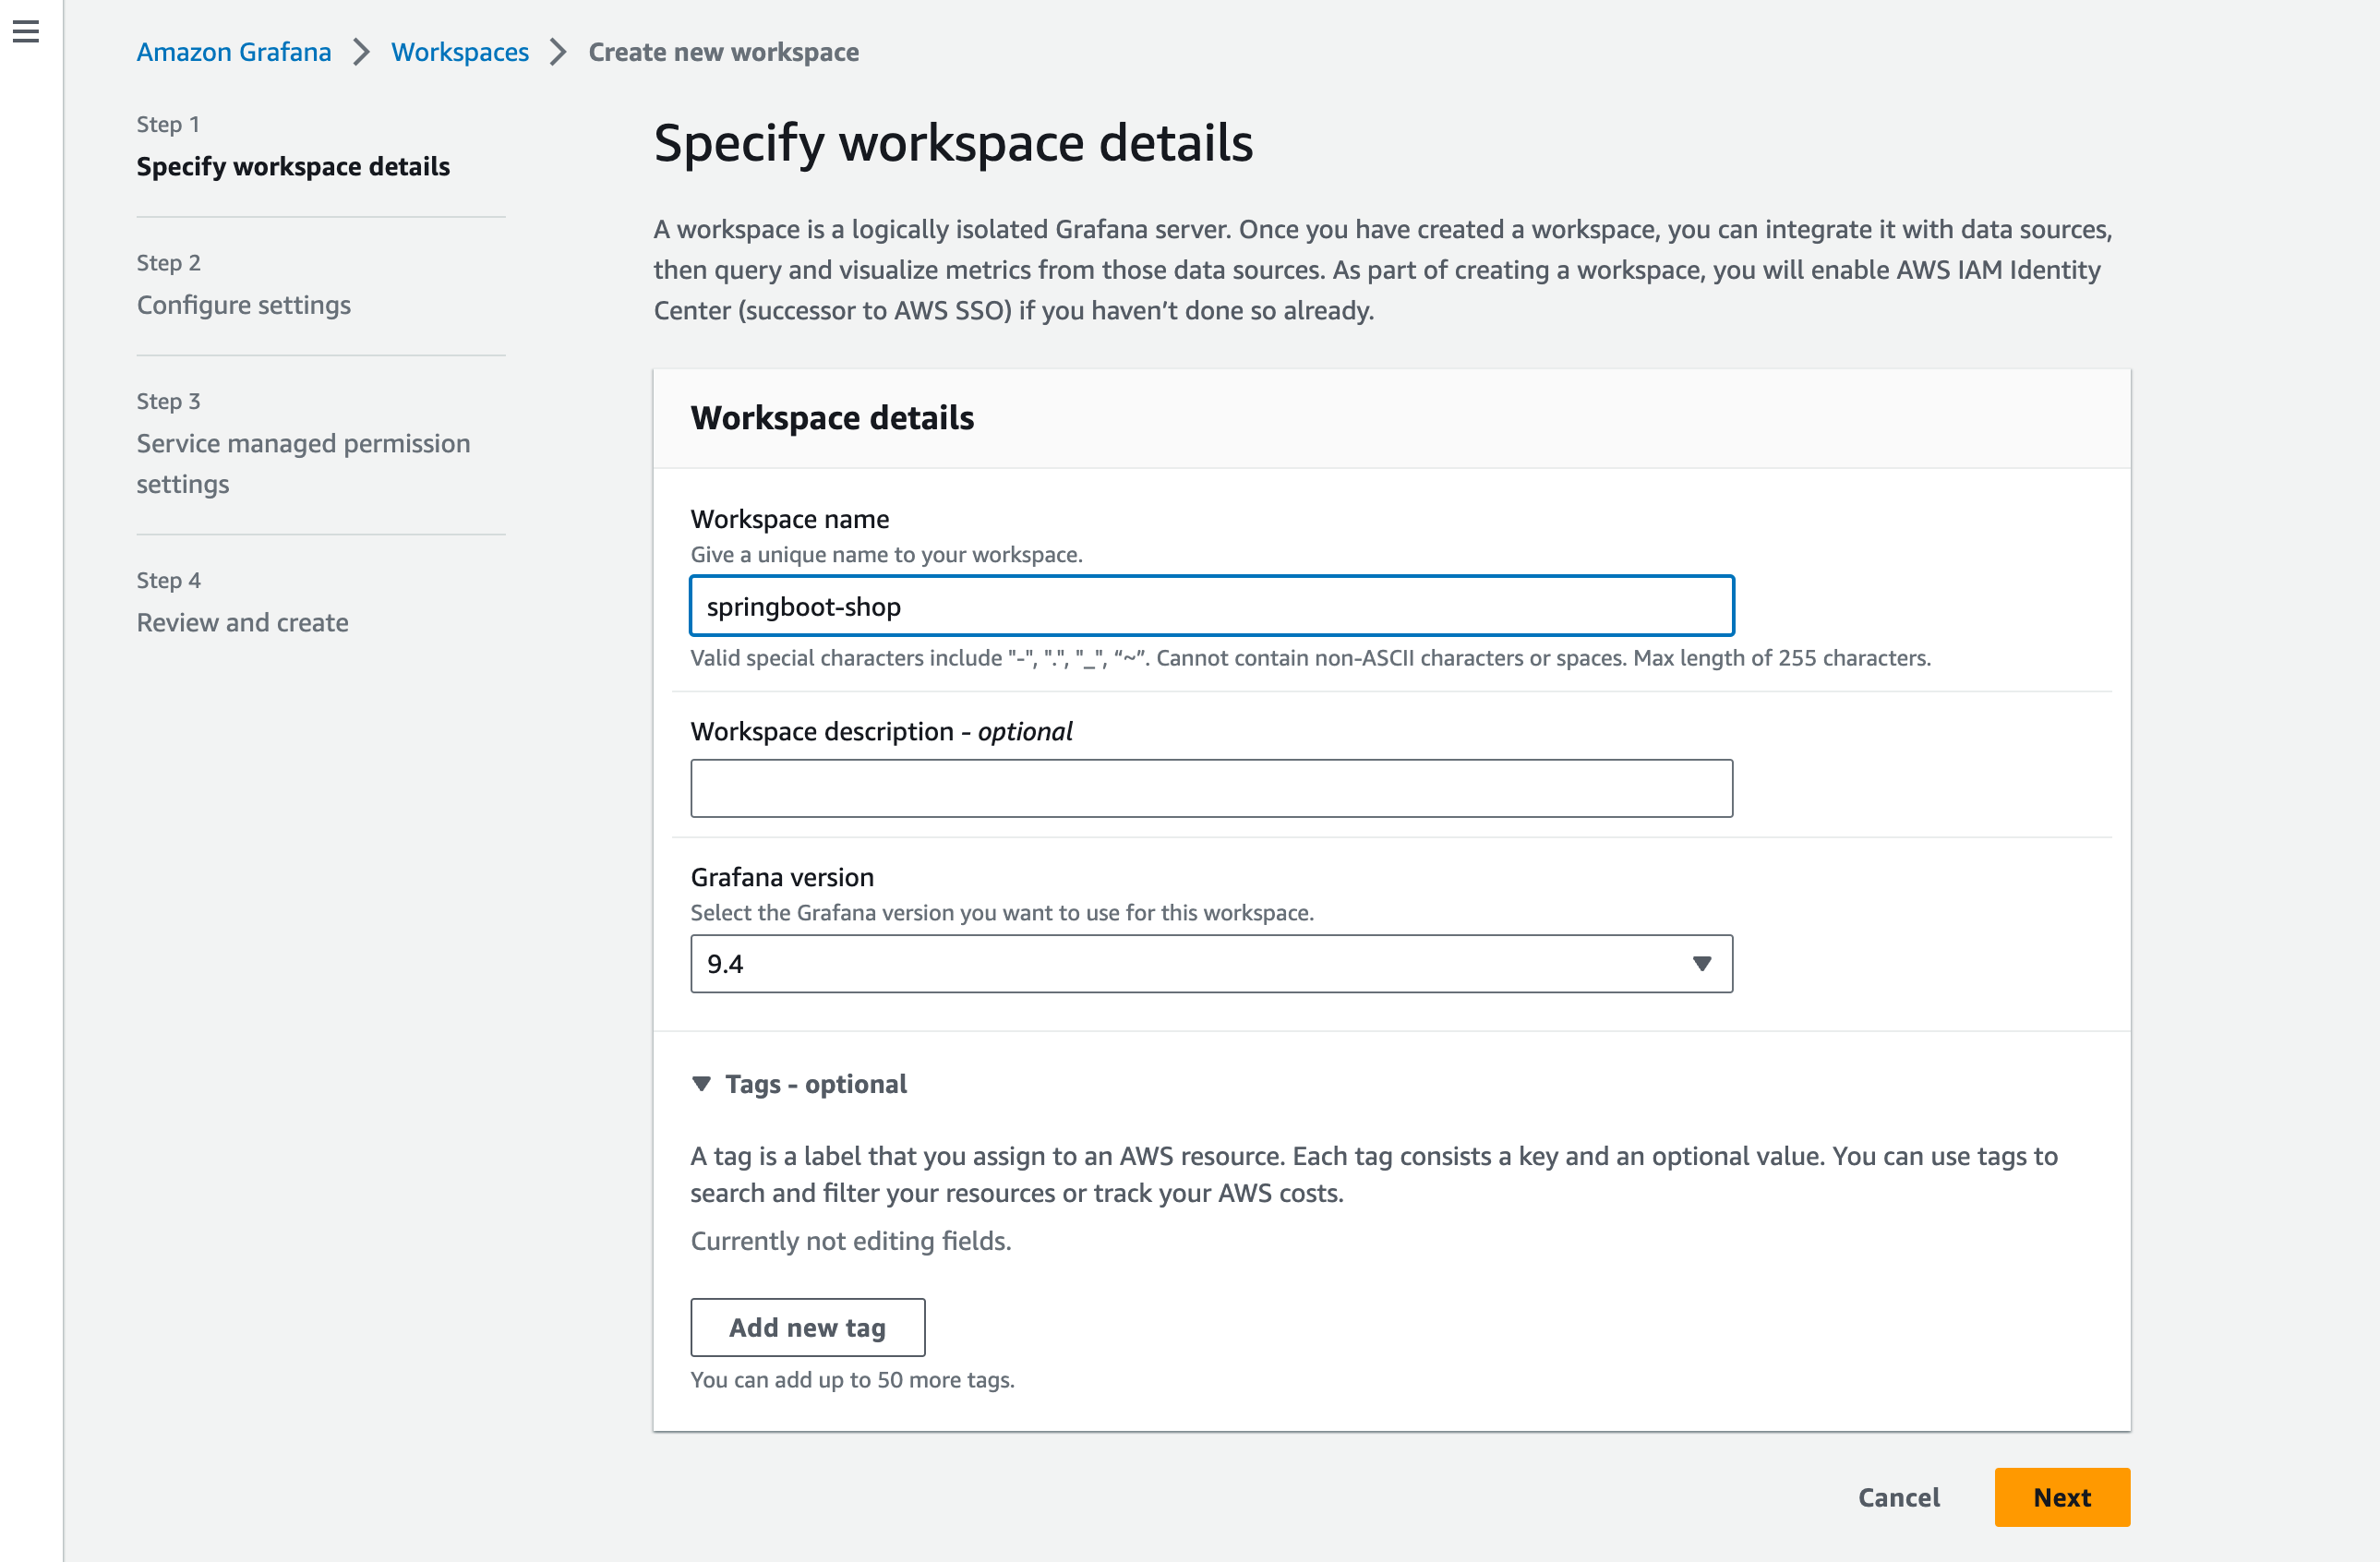 Amazon Grafana > Workspaces > Create new workspace
Step 1
Specify workspace details
Step 2
Configure settings
Step 3
Service managed permission
settings
Step 4
Review and create
Specify workspace details
A workspace is a logically isolated Grafana server. Once you have created a workspace, you can integrate it with data sources,
then query and visualize metrics from those data sources. As part of creating a workspace, you will enable AWS IAM Identity
Center (successor to AWS SSO) if you haven’t done so already.
Workspace details
Workspace name
Give a unique name to your workspace.
springboot-shop
Valid special characters include "-", ".", "_", “~”. Cannot contain non-ASCII characters or spaces. Max length of 255 characters.
Workspace description - optional
Grafana version
Select the Grafana version you want to use for this workspace.
9.4
Tags - optional
A tag is a label that you assign to an AWS resource. Each tag consists a key and an optional value. You can use tags to
search and filter your resources or track your AWS costs.
Currently not editing fields.
Add new tag
You can add up to 50 more tags.
Cancel
Next